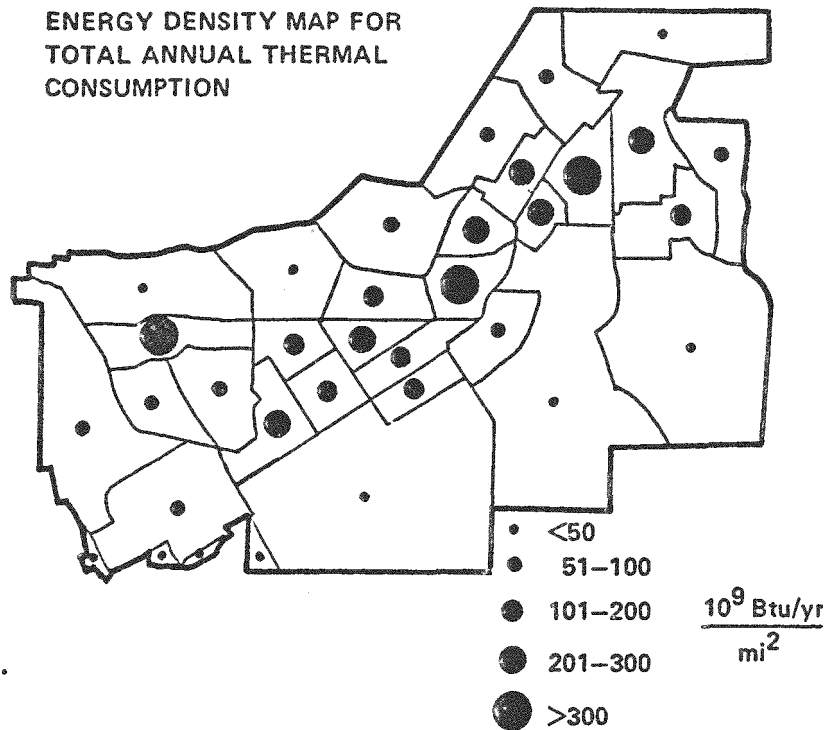 ENERGY DENSITY MAP FOR
TOTAL ANNUAL THERMAL
CONSUMPTION
<50
51–100
101–200
201–300
>300
10⁹ Btu/yr
mi²